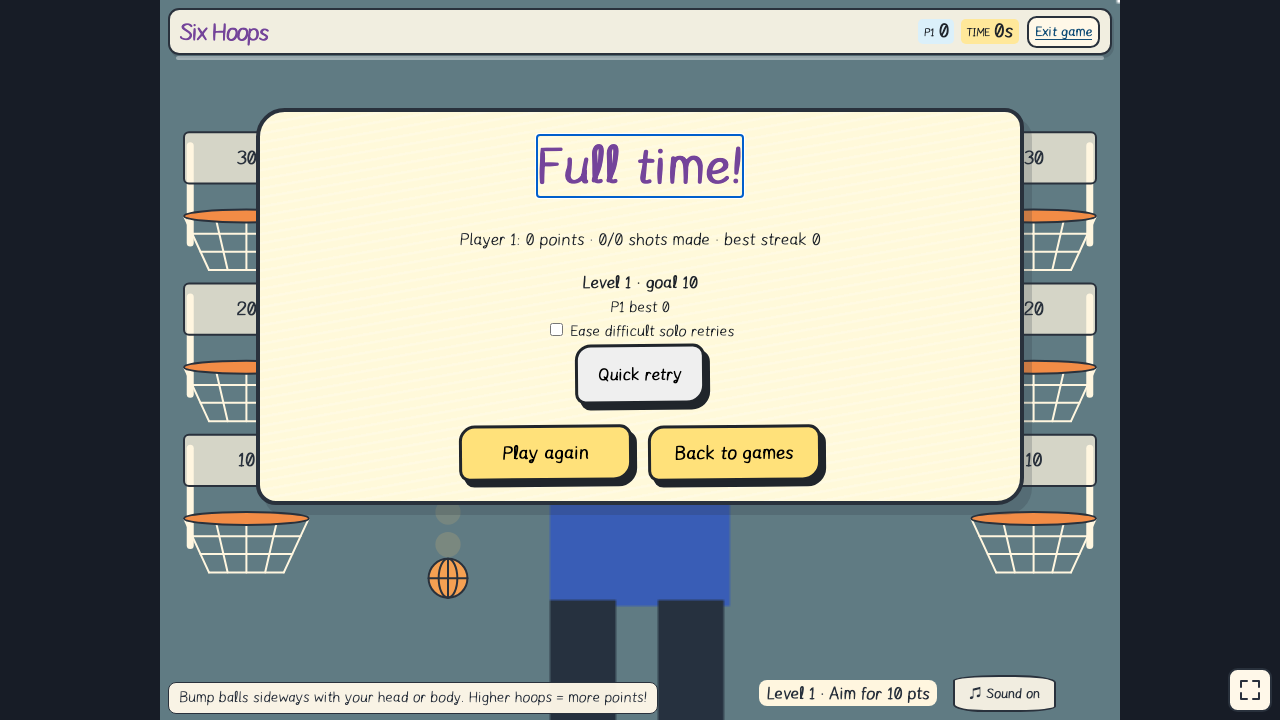 Six Hoops
P1 0
TIME 0s
Exit game
Full time!
30
30
Player 1: 0 points · 0/0 shots made · best streak 0
Level 1 · goal 10
P1 best 0
20
20
Ease difficult solo retries
Quick retry
Play again
Back to games
10
10
Bump balls sideways with your head or body. Higher hoops = more points!
Level 1 · Aim for 10 pts
♫ Sound on